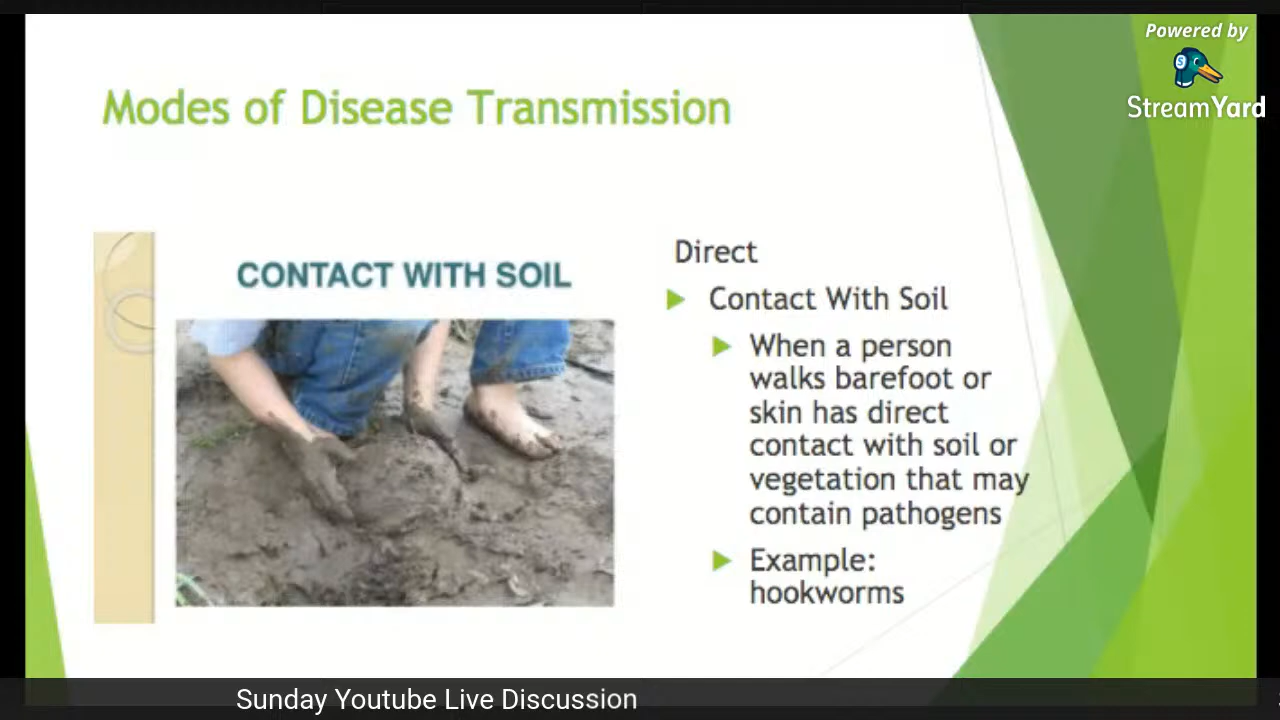 Powered by
StreamYard
Modes of Disease Transmission
CONTACT WITH SOIL
Direct
Contact With Soil
When a person
walks barefoot or
skin has direct
contact with soil or
vegetation that may
contain pathogens
Example:
hookworms
Sunday Youtube Live Discussion